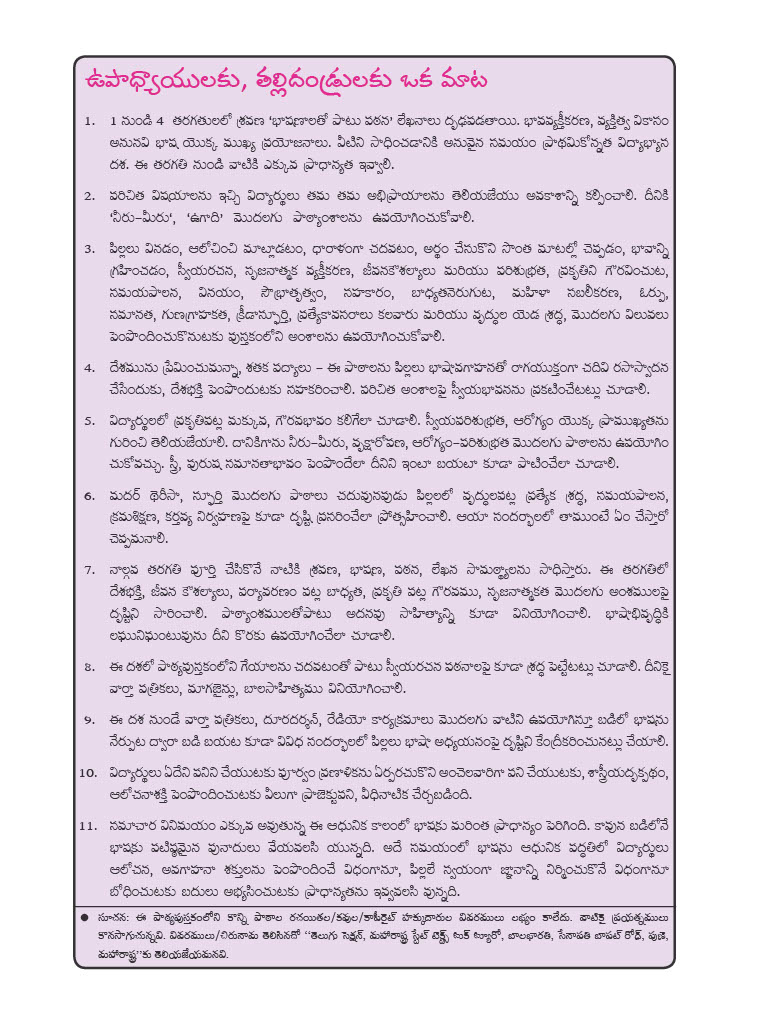 ఉపాధ్యాయులకు, తల్లిదండ్రులకు ఒక మాట
1. 1 నుండి 4 తరగతులలో శ్రవణ ‘భాషణాలతో పాటు పఠన’ లేఖనాలు దృఢపడతాయి. భావవ్యక్తీకరణ, వ్యక్తిత్వ వికాసం
అనునవి భాష యొక్క ముఖ్య ప్రయోజనాలు. వీటిని సాధించడానికి అనువైన సమయం ప్రాథమికోన్నత విద్యాభ్యాస
దశ. ఈ తరగతి నుండి వాటికి ఎక్కువ ప్రాధాన్యత ఇవ్వాలి.
2. పరిచిత విషయాలను ఇచ్చి విద్యార్థులు తమ తమ అభిప్రాయాలను తెలియజేయు అవకాశాన్ని కల్పించాలి. దీనికి
‘నీరు–మీరు‘, ‘ఉగాది’ మొదలగు పాఠ్యాంశాలను ఉపయోగించుకోవాలి.
3. పిల్లలు వినడం, ఆలోచించి మాట్లాడటం, ధారాళంగా చదవటం, అర్థం చేసుకొని సొంత మాటల్లో చెప్పడం, భావాన్ని
గ్రహించడం, స్వీయరచన, సృజనాత్మక వ్యక్తీకరణ, జీవనకౌశల్యాలు మరియు పరిశుభ్రత, ప్రకృతిని గౌరవించుట,
సమయపాలన, వినయం, సౌభ్రాతృత్వం, సహకారం, బాధ్యతనెరుగుట, మహిళా సబలీకరణ, ఓర్పు,
సమానత, గుణగ్రాహకత, క్రీడాస్ఫూర్తి, ప్రత్యేకావసరాలు కలవారు మరియు వృద్ధుల యెడ శ్రద్ధ, మొదలగు విలువలు
పెంపొందించుకొనుటకు పుస్తకంలోని అంశాలను ఉపయోగించుకోవాలి.
4. దేశమును ప్రేమించుమన్నా, శతక పద్యాలు – ఈ పాఠాలను పిల్లలు భాషావగాహనతో రాగయుక్తంగా చదివి రసాస్వాదన
చేసేందుకు, దేశభక్తి పెంపొందుటకు సహకరించాలి. పరిచిత అంశాలపై స్వీయభావనను ప్రకటించేటట్లు చూడాలి.
5. విద్యార్థులలో ప్రకృతిపట్ల మక్కువ, గౌరవభావం కలిగేలా చూడాలి. స్వీయపరిశుభ్రత, ఆరోగ్యం యొక్క ప్రాముఖ్యతను
గురించి తెలియజేయాలి. దానికిగాను నీరు–మీరు, వృక్షారోపణ, ఆరోగ్యం–పరిశుభ్రత మొదలగు పాఠాలను ఉపయోగిం
చుకోవచ్చు. స్త్రీ, పురుష సమానతాభావం పెంపొందేలా దీనిని ఇంటా బయటా కూడా పాటించేలా చూడాలి.
6. మదర్ థెరీసా, స్ఫూర్తి మొదలగు పాఠాలు చదువునపుడు పిల్లలలో వృద్ధులపట్ల ప్రత్యేక శ్రద్ధ, సమయపాలన,
క్రమశిక్షణ, కర్తవ్య నిర్వహణపై కూడా దృష్టి ప్రసరించేలా ప్రోత్సహించాలి. ఆయా సందర్భాలలో తాముంటే ఏం చేస్తారో
చెప్పమనాలి.
7. నాల్గవ తరగతి పూర్తి చేసికొనే నాటికి శ్రవణ, భాషణ, పఠన, లేఖన సామర్థ్యాలను సాధిస్తారు. ఈ తరగతిలో
దేశభక్తి, జీవన కౌశల్యాలు, పర్యావరణం పట్ల బాధ్యత, ప్రకృతి పట్ల గౌరవము, సృజనాత్మకత మొదలగు అంశములపై
దృష్టిని సారించాలి. పాఠ్యాంశములతోపాటు అదనపు సాహిత్యాన్ని కూడా వినియోగించాలి. భాషాభివృద్ధికి
లఘునిఘంటువును దీని కొరకు ఉపయోగించేలా చూడాలి.
8. ఈ దశలో పాఠ్యపుస్తకంలోని గేయాలను చదవటంతో పాటు స్వీయరచన పఠనాలపై కూడా శ్రద్ధ పెట్టేటట్లు చూడాలి. దీనికై
వార్తా పత్రికలు, మాగజైన్లు, బాలసాహిత్యము వినియోగించాలి.
9. ఈ దశ నుండే వార్తా పత్రికలు, దూరదర్శన్, రేడియో కార్యక్రమాలు మొదలగు వాటిని ఉపయోగిస్తూ బడిలో భాషను
నేర్పుట ద్వారా బడి బయట కూడా వివిధ సందర్భాలలో పిల్లలు భాషా అధ్యయనంపై దృష్టిని కేంద్రీకరించునట్లు చేయాలి.
10. విద్యార్థులు ఏదేని పనిని చేయుటకు పూర్వం ప్రణాళికను ఏర్పరచుకొని అంచెలవారిగా పని చేయుటకు, శాస్త్రీయదృక్పథం,
ఆలోచనాశక్తి పెంపొందించుటకు వీలుగా ప్రాజెక్టుపని, వీధినాటిక చేర్చబడింది.
11. సమాచార వినిమయం ఎక్కువ అవుతున్న ఈ ఆధునిక కాలంలో భాషకు మరింత ప్రాధాన్యం పెరిగింది. కావున బడిలోనే
భాషకు పటిష్ఠమైన పునాదులు వేయవలసి యున్నది. అదే సమయంలో భాషను ఆధునిక పద్ధతిలో విద్యార్థులు
ఆలోచన, అవగాహనా శక్తులను పెంపొందించే విధంగానూ, పిల్లలే స్వయంగా జ్ఞానాన్ని నిర్మించుకొనే విధంగానూ
బోధించుటకు బదులు అభ్యసించుటకు ప్రాధాన్యతను ఇవ్వవలసి వున్నది.
● సూచన: ఈ పాఠ్యపుస్తకంలోని కొన్ని పాఠాల రచయితల/కవుల/కాపీరైట్ హక్కుదారుల వివరములు లభ్యం కాలేదు. వాటికై ప్రయత్నములు
కొనసాగుచున్నవి. వివరములు/చిరునామ తెలిసినచో ‘‘తెలుగు సెక్షన్, మహారాష్ట్ర స్టేట్ టెక్స్ట్ బుక్ బ్యూరో, బాలభారతి, సేనాపతి బాపట్ రోడ్, పుణె,
మహారాష్ట్ర’’కు తెలియజేయమనవి.